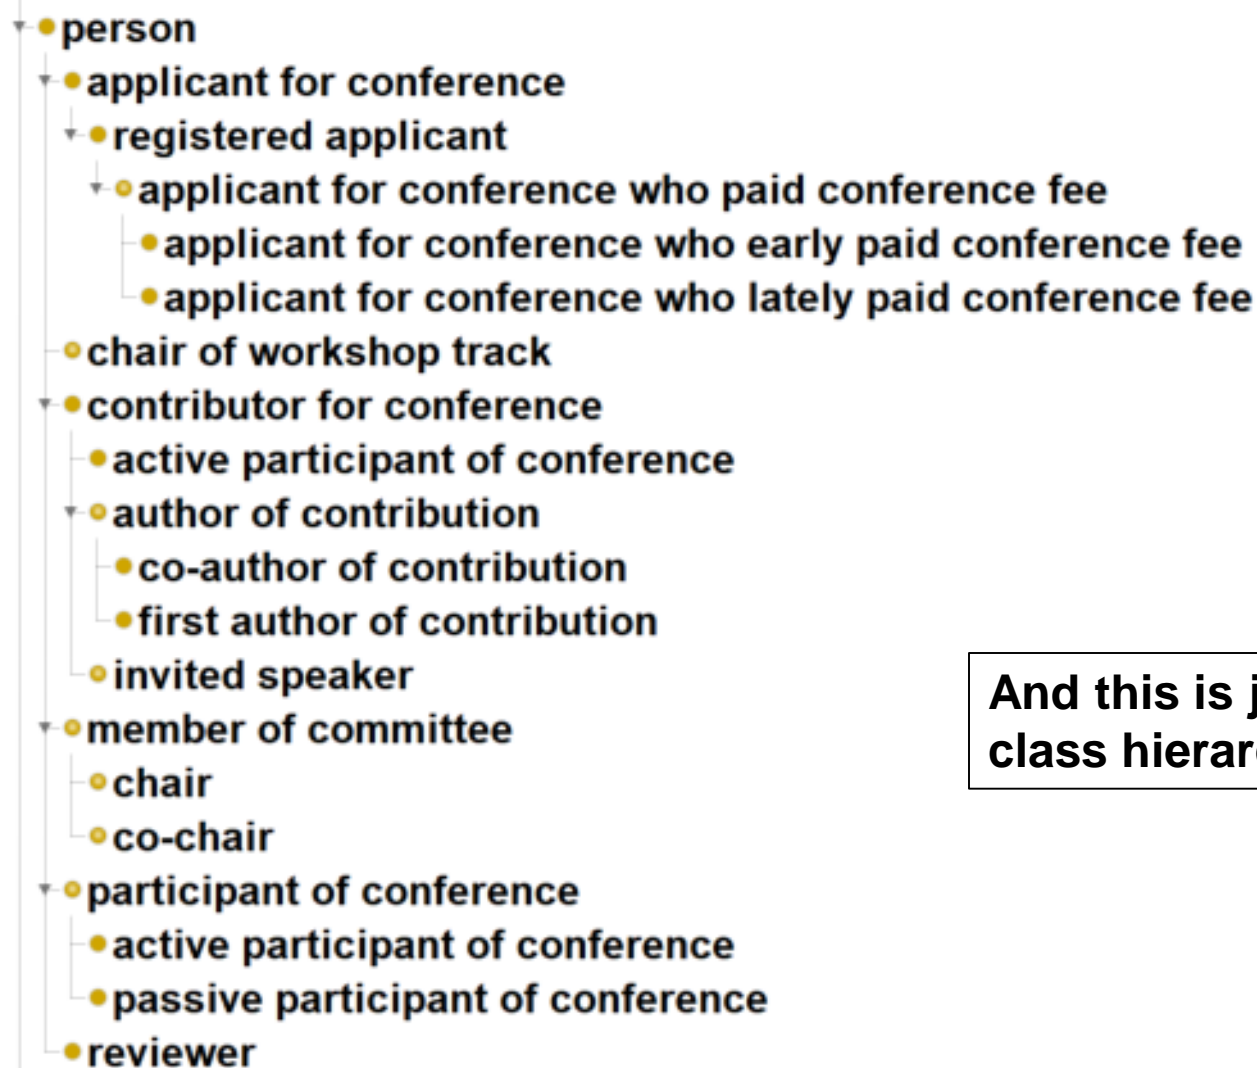 person
applicant for conference
registered applicant
applicant for conference who paid conference fee
applicant for conference who early paid conference fee
applicant for conference who lately paid conference fee
chair of workshop track
contributor for conference
active participant of conference
author of contribution
co-author of contribution
first author of contribution
invited speaker
member of committee
chair
co-chair
participant of conference
active participant of conference
passive participant of conference
reviewer
And this is
class